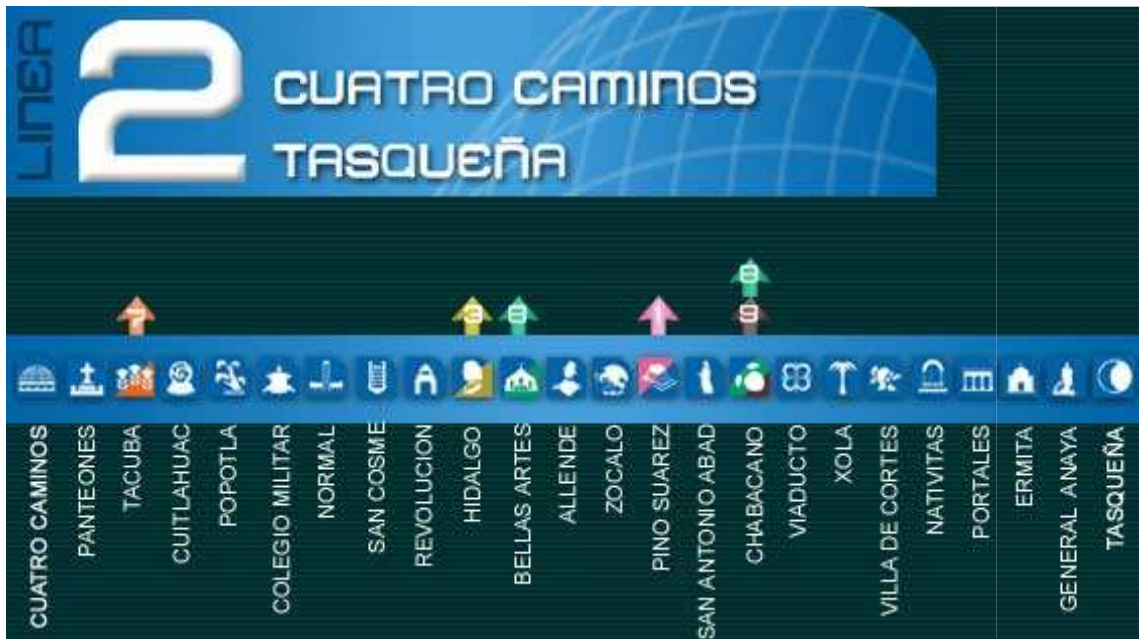 LINEA
2
CUATRO CAMINOS
TASQUEÑA
8
7
3
8
1
9
CUATRO CAMINOS
PANTEONES
TACUBA
CUITLAHUAC
POPOTLA
COLEGIO MILITAR
NORMAL
SAN COSME
REVOLUCION
HIDALGO
BELLAS ARTES
ALLENDE
ZOCALO
PINO SUAREZ
SAN ANTONIO ABAD
CHABACANO
VIADUCTO
XOLA
VILLA DE CORTES
NATIVITAS
PORTALES
ERMITA
GENERAL ANAYA
TASQUEÑA